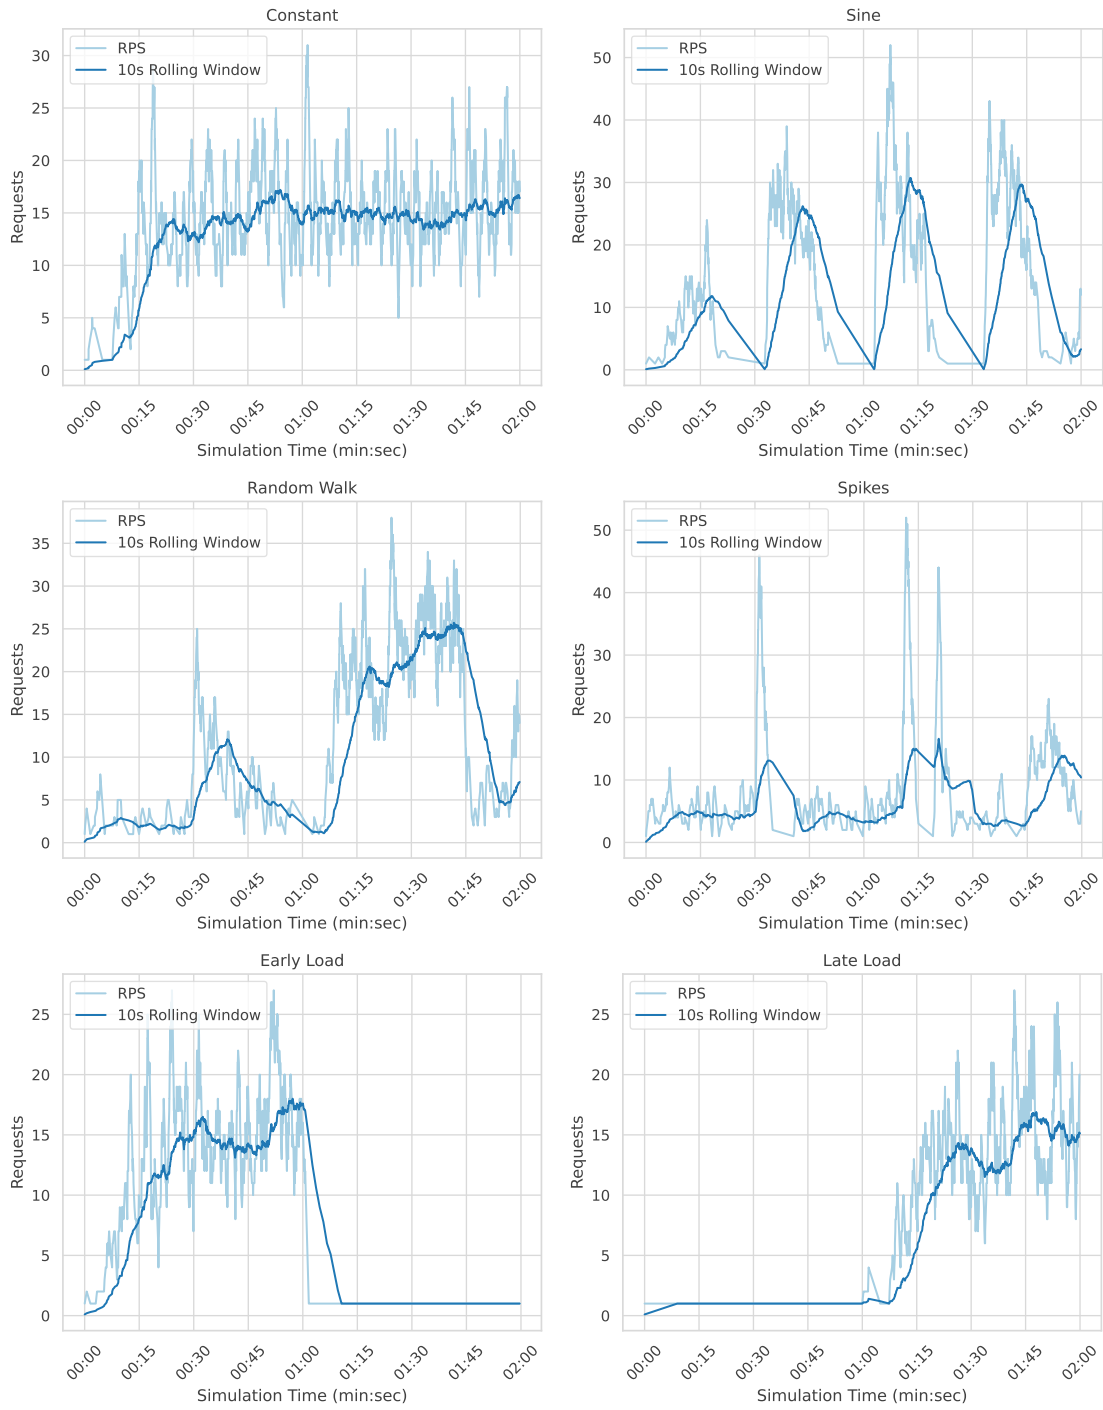 Constant
RPS
10s Rolling Window
Requests
30
25
20
15
10
5
0
00:00 00:15 00:30 00:45 01:00 01:15 01:30 01:45 02:00
Simulation Time (min:sec)
Sine
RPS
10s Rolling Window
Requests
50
40
30
20
10
0
00:00 00:15 00:30 00:45 01:00 01:15 01:30 01:45 02:00
Simulation Time (min:sec)
Random Walk
RPS
10s Rolling Window
Requests
35
30
25
20
15
10
5
0
00:00 00:15 00:30 00:45 01:00 01:15 01:30 01:45 02:00
Simulation Time (min:sec)
Spikes
RPS
10s Rolling Window
Requests
50
40
30
20
10
0
00:00 00:15 00:30 00:45 01:00 01:15 01:30 01:45 02:00
Simulation Time (min:sec)
Early Load
RPS
10s Rolling Window
Requests
25
20
15
10
5
0
00:00 00:15 00:30 00:45 01:00 01:15 01:30 01:45 02:00
Simulation Time (min:sec)
Late Load
RPS
10s Rolling Window
Requests
25
20
15
10
5
0
00:00 00:15 00:30 00:45 01:00 01:15 01:30 01:45 02:00
Simulation Time (min:sec)